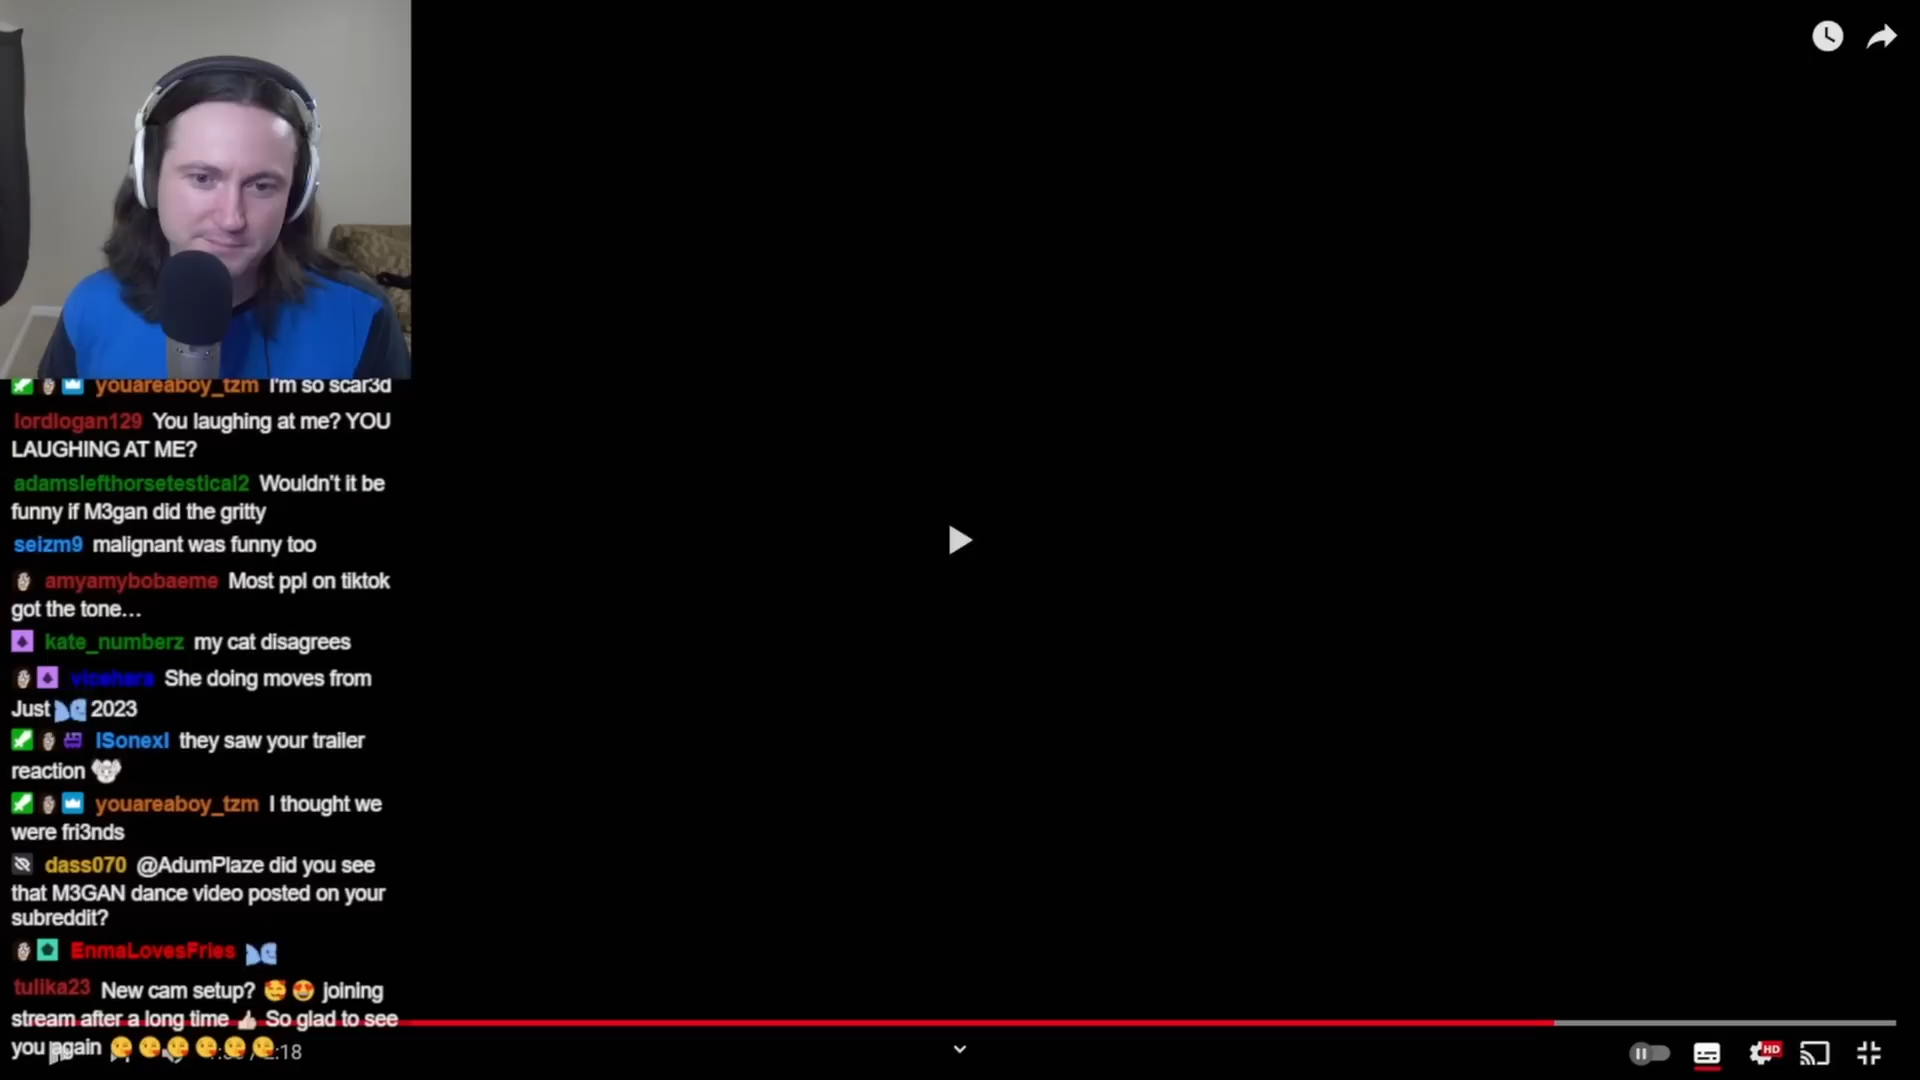 youareaboy_tzm I'm so scar3d
lordlogan129 You laughing at me? YOU
LAUGHING AT ME?
adamslefthorsetestical2 Wouldn't it be
funny if M3gan did the gritty
seizm9 malignant was funny too
amyamybobaeme Most ppl on tiktok
got the tone...
kate_numberz my cat disagrees
vicehara She doing moves from
Just 2023
ISonexI they saw your trailer
reaction
youareaboy_tzm I thought we
were fri3nds
dass070 @AdumPlaze did you see
that M3GAN dance video posted on your
subreddit?
EnmaLovesFries
tulika23 New cam setup? 🥰 😍 joining
stream after a long time 👍🏻 So glad to see
you again 😘 😘 😘 😘 😘 😘 :18
HD